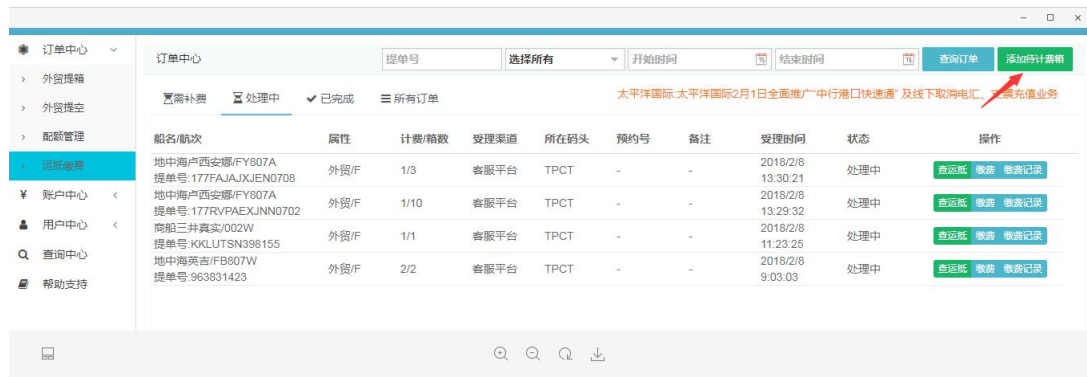 订单中心
外贸提箱
外贸提空
配额管理
运抵缴费
账户中心
用户中心
查询中心
帮助支持
订单中心 提单号 选择所有 开始时间 结束时间 查询订单 添加待计费箱
需补费 处理中 已完成 所有订单
太平洋国际:太平洋国际2月1日全面推广“中行港口快速通” 及线下取消电汇、支票充值业务
船名/航次 属性 计费/箱数 受理渠道 所在码头 预约号 备注 受理时间 状态 操作
地中海卢西安娜/FY807A
提单号:177FAJAJXJEN0708 外贸/F 1/3 客服平台 TPCT - - 2018/2/8 13:30:21 处理中 查运抵 缴费 缴费记录
地中海卢西安娜/FY807A
提单号:177RVPAEXJNN0702 外贸/F 1/10 客服平台 TPCT - - 2018/2/8 13:29:32 处理中 查运抵 缴费 缴费记录
商船三井真实/002W
提单号:KKLUTSN398155 外贸/F 1/1 客服平台 TPCT - - 2018/2/8 11:23:25 处理中 查运抵 缴费 缴费记录
地中海英吉/FB807W
提单号:963831423 外贸/F 2/2 客服平台 TPCT - - 2018/2/8 9:03:03 处理中 查运抵 缴费 缴费记录